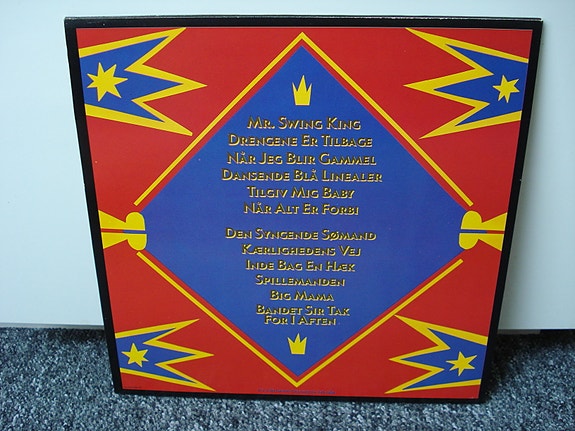 Mr. Swing King
Drengene Er Tilbage
Når Jeg Blir Gammel
Dansende Blå Linealer
Tilgiv Mig Baby
Når Alt Er Forbi
Den Syngende Sømand
Kærlighedens Vej
Inde Bag En Hæk
Spillemanden
Big Mama
Bandet Sir Tak
For I Aften